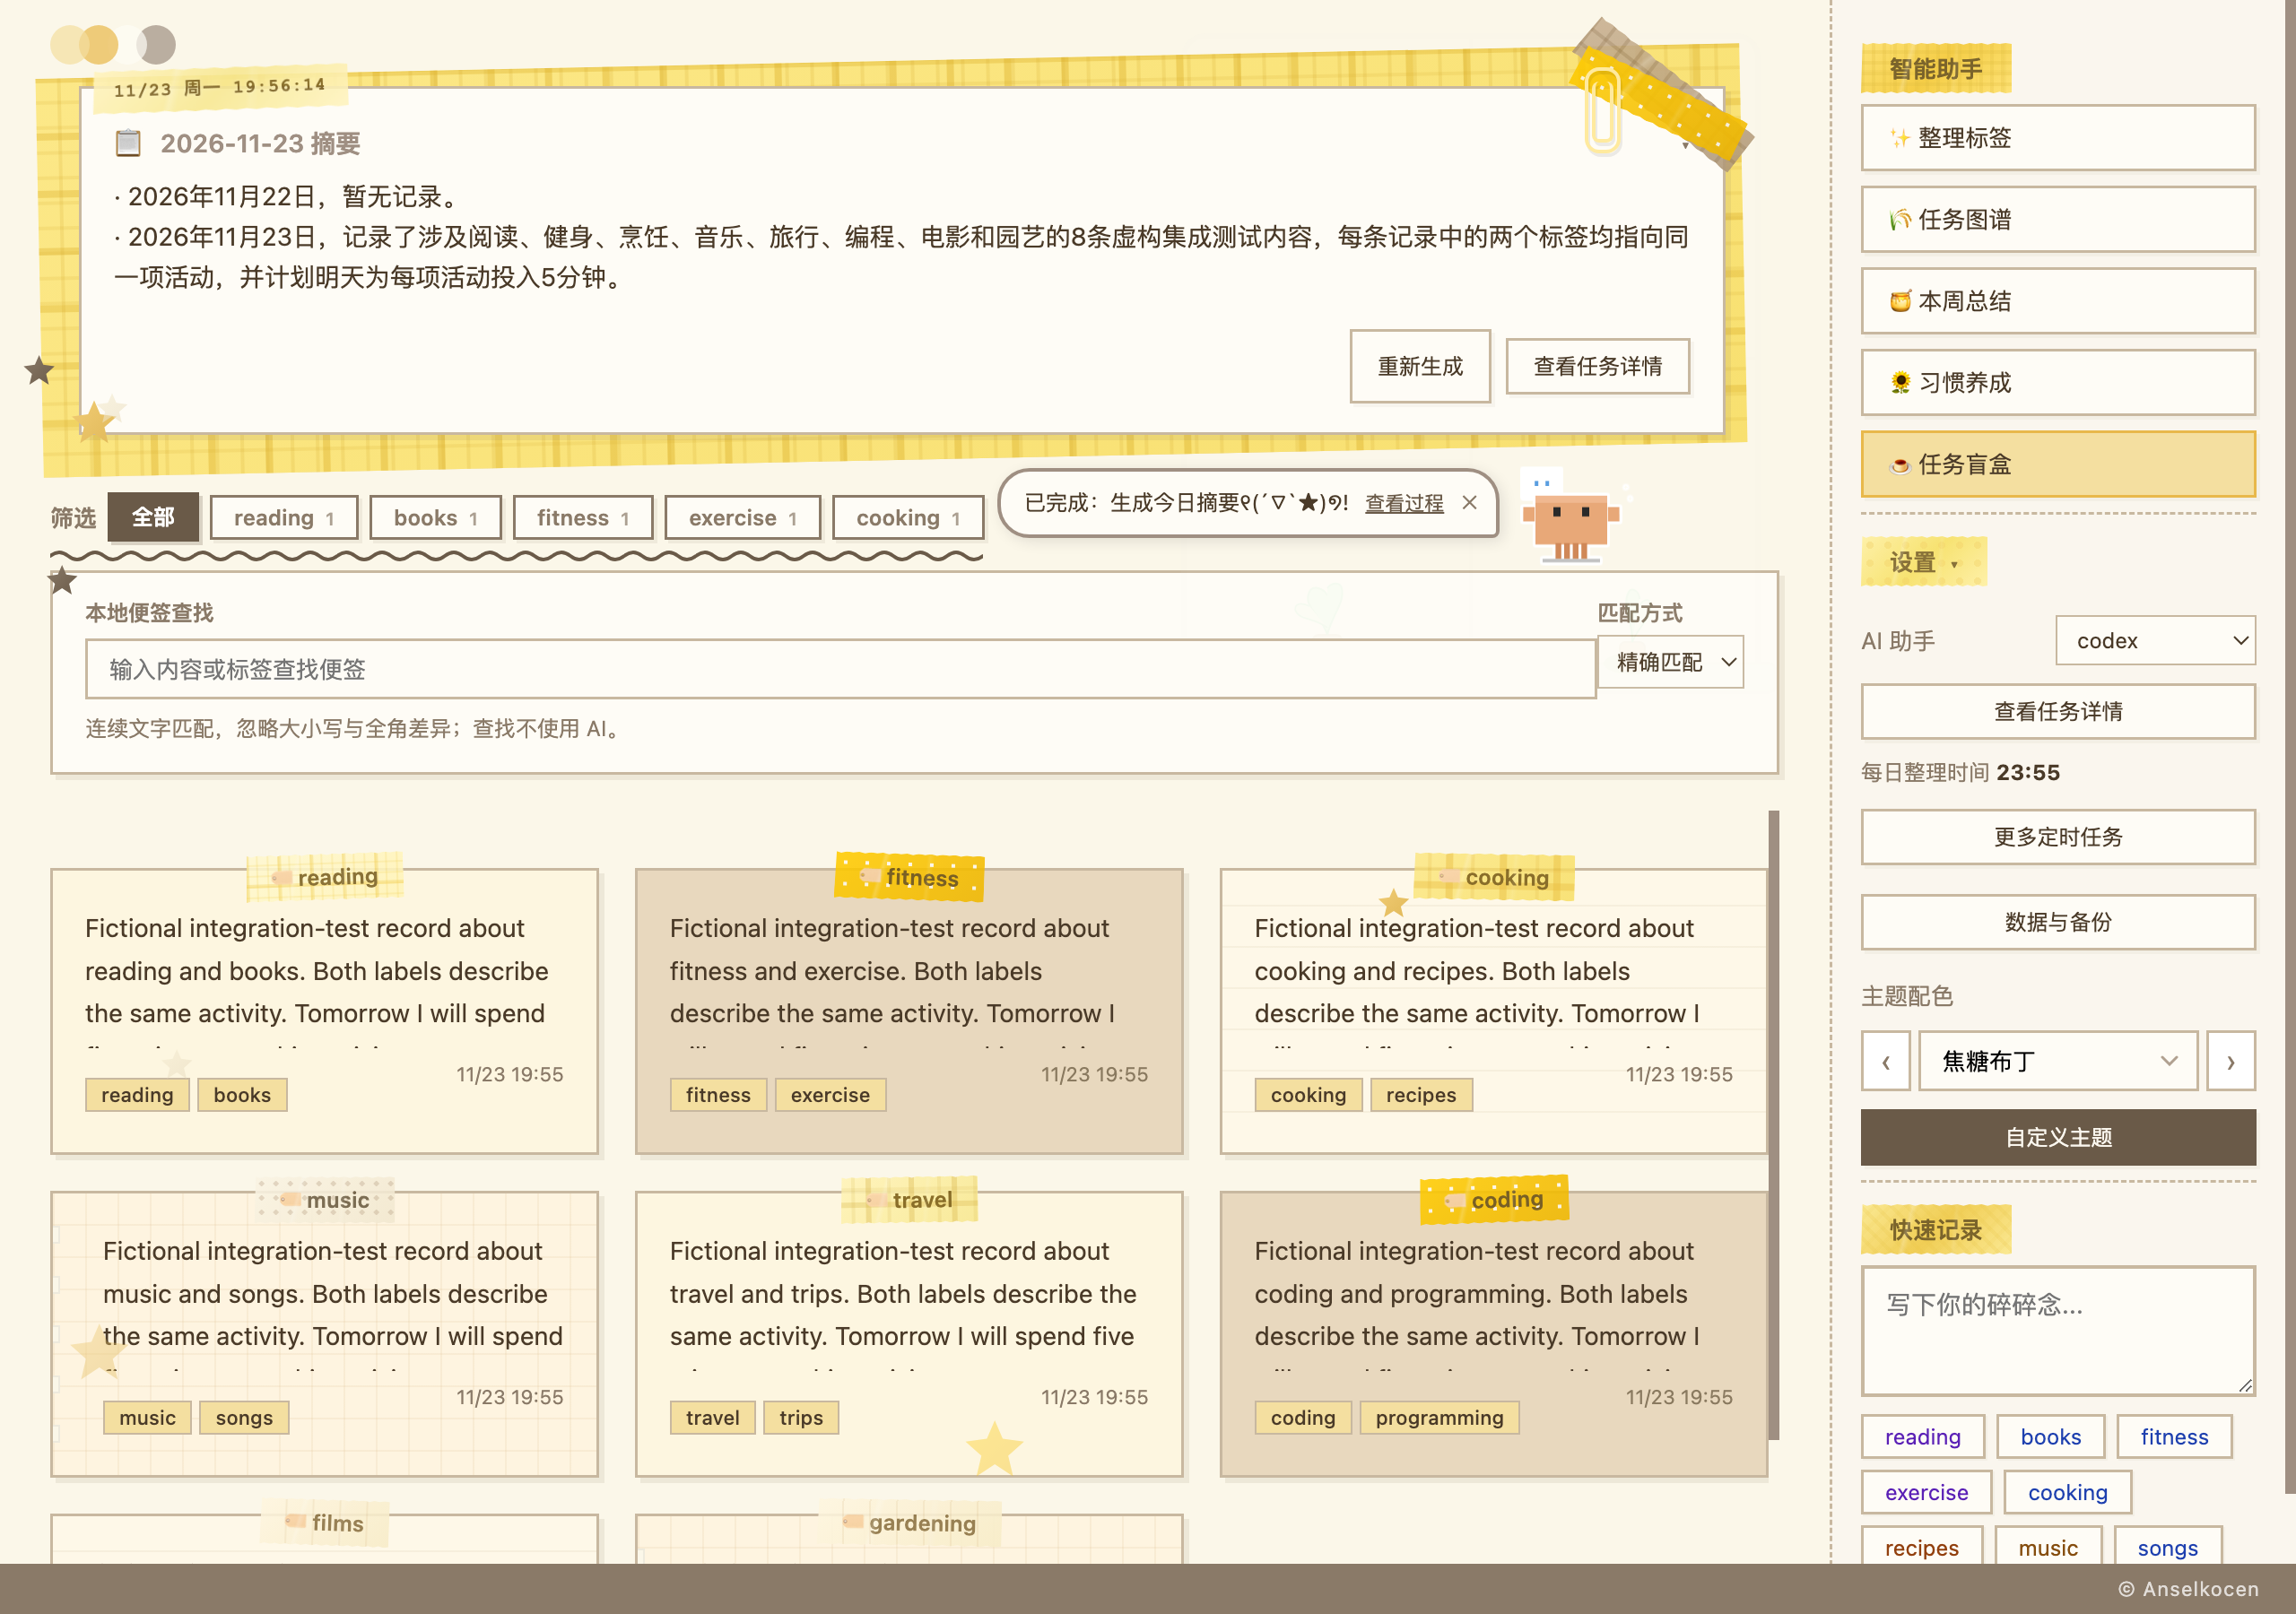 11/23 周一 19:56:14
2026-11-23 摘要
· 2026年11月22日，暂无记录。
· 2026年11月23日，记录了涉及阅读、健身、烹饪、音乐、旅行、编程、电影和园艺的8条虚构集成测试内容，每条记录中的两个标签均指向同
一项活动，并计划明天为每项活动投入5分钟。
重新生成
查看任务详情
筛选
全部
reading 1
books 1
fitness 1
exercise 1
cooking 1
已完成：生成今日摘要୧(´▽`★)୨! 查看过程 ×
本地便签查找
匹配方式
输入内容或标签查找便签
精确匹配
连续文字匹配，忽略大小写与全角差异；查找不使用 AI。
reading
Fictional integration-test record about
reading and books. Both labels describe
the same activity. Tomorrow I will spend
11/23 19:55
reading
books
fitness
Fictional integration-test record about
fitness and exercise. Both labels
describe the same activity. Tomorrow I
11/23 19:55
fitness
exercise
cooking
Fictional integration-test record about
cooking and recipes. Both labels
describe the same activity. Tomorrow I
11/23 19:55
cooking
recipes
music
Fictional integration-test record about
music and songs. Both labels describe
the same activity. Tomorrow I will spend
11/23 19:55
music
songs
travel
Fictional integration-test record about
travel and trips. Both labels describe the
same activity. Tomorrow I will spend five
11/23 19:55
travel
trips
coding
Fictional integration-test record about
coding and programming. Both labels
describe the same activity. Tomorrow I
11/23 19:55
coding
programming
films
gardening
智能助手
整理标签
任务图谱
本周总结
习惯养成
任务盲盒
设置
AI 助手
codex
查看任务详情
每日整理时间 23:55
更多定时任务
数据与备份
主题配色
‹
焦糖布丁
›
自定义主题
快速记录
写下你的碎碎念...
reading
books
fitness
exercise
cooking
recipes
music
songs
© Anselkocen